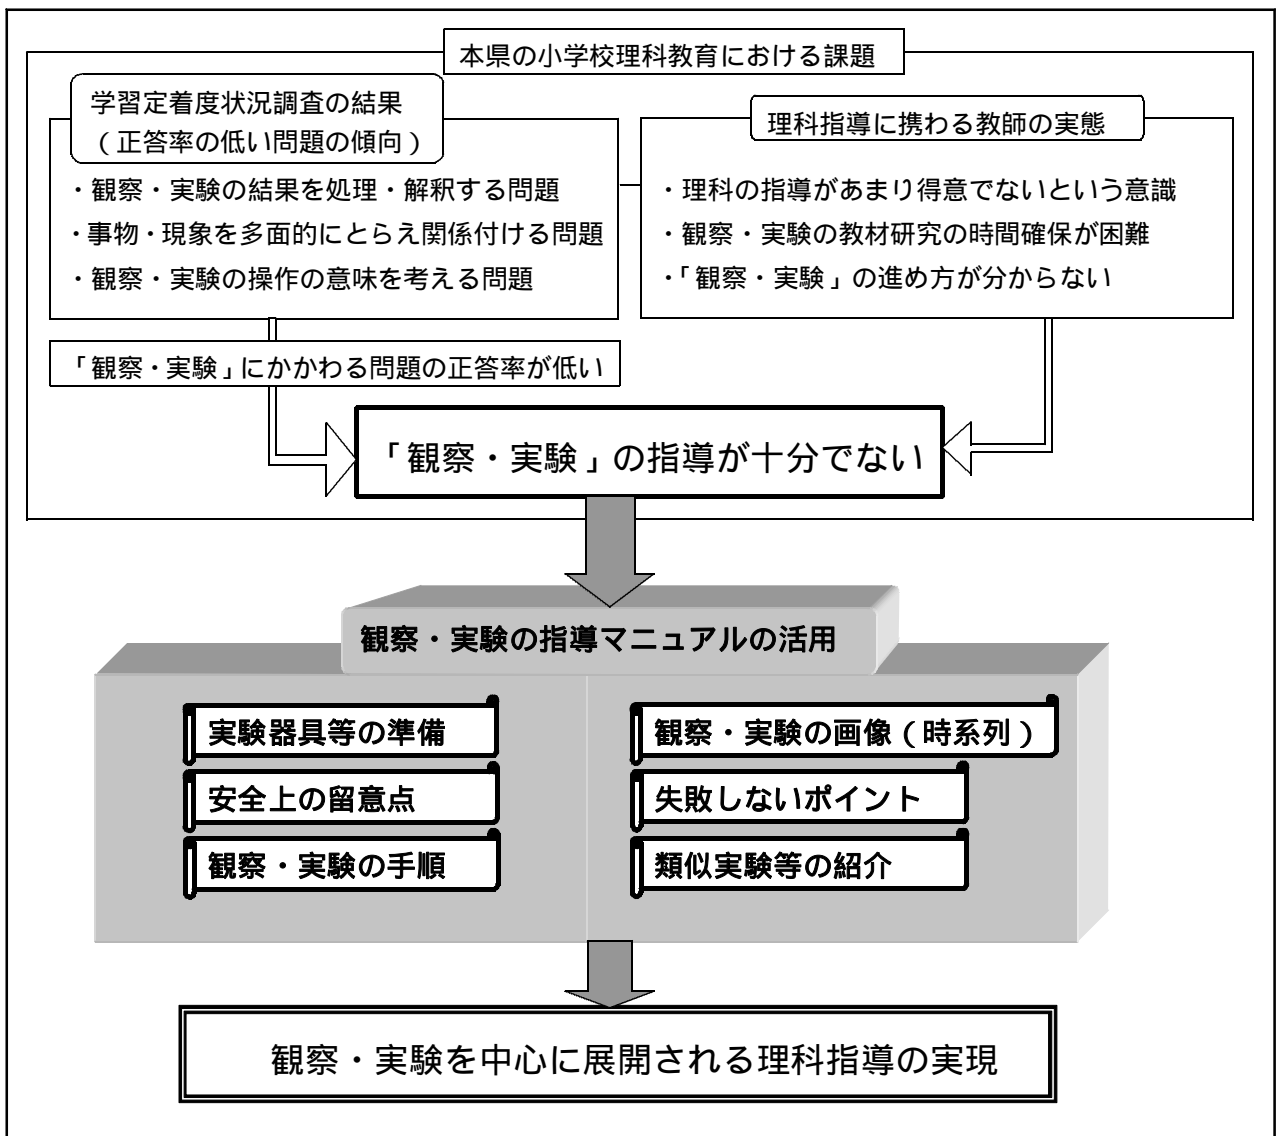 本県の小学校理科教育における課題
学習定着度状況調査の結果
（正答率の低い問題の傾向）
・観察・実験の結果を処理・解釈する問題
・事物・現象を多面的にとらえ関係付ける問題
・観察・実験の操作の意味を考える問題
理科指導に携わる教師の実態
・理科の指導があまり得意でないという意識
・観察・実験の教材研究の時間確保が困難
・「観察・実験」の進め方が分からない
「観察・実験」にかかわる問題の正答率が低い
「観察・実験」の指導が十分でない
観察・実験の指導マニュアルの活用
実験器具等の準備
安全上の留意点
観察・実験の手順
観察・実験の画像（時系列）
失敗しないポイント
類似実験等の紹介
観察・実験を中心に展開される理科指導の実現